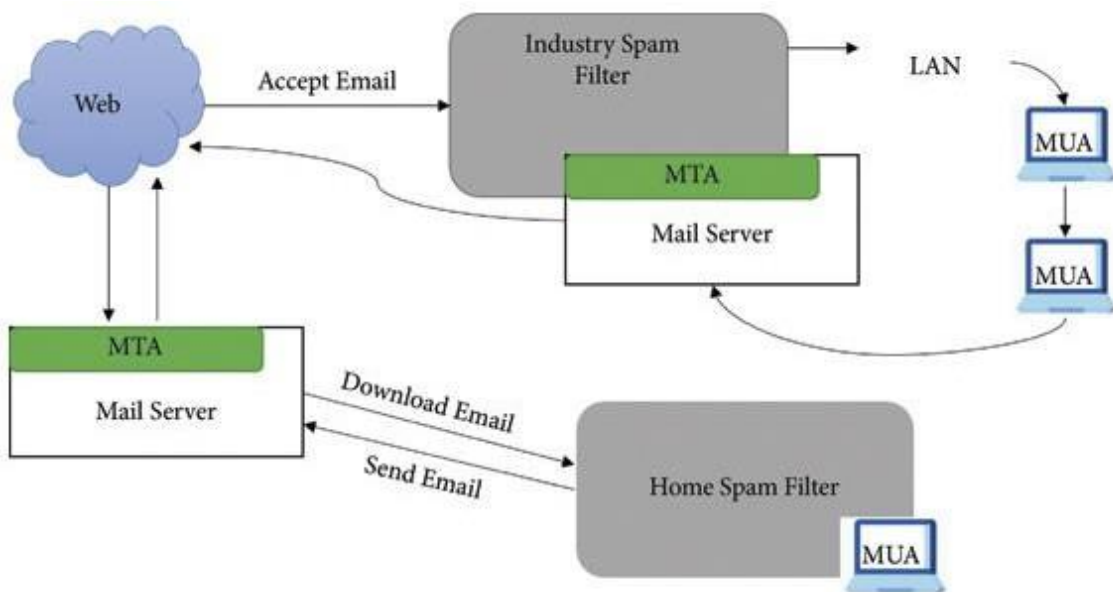 Industry Spam
Filter
LAN
Web
Accept Email
MUA
MTA
Mail Server
MUA
MTA
Mail Server
Download Email
Send Email
Home Spam Filter
MUA